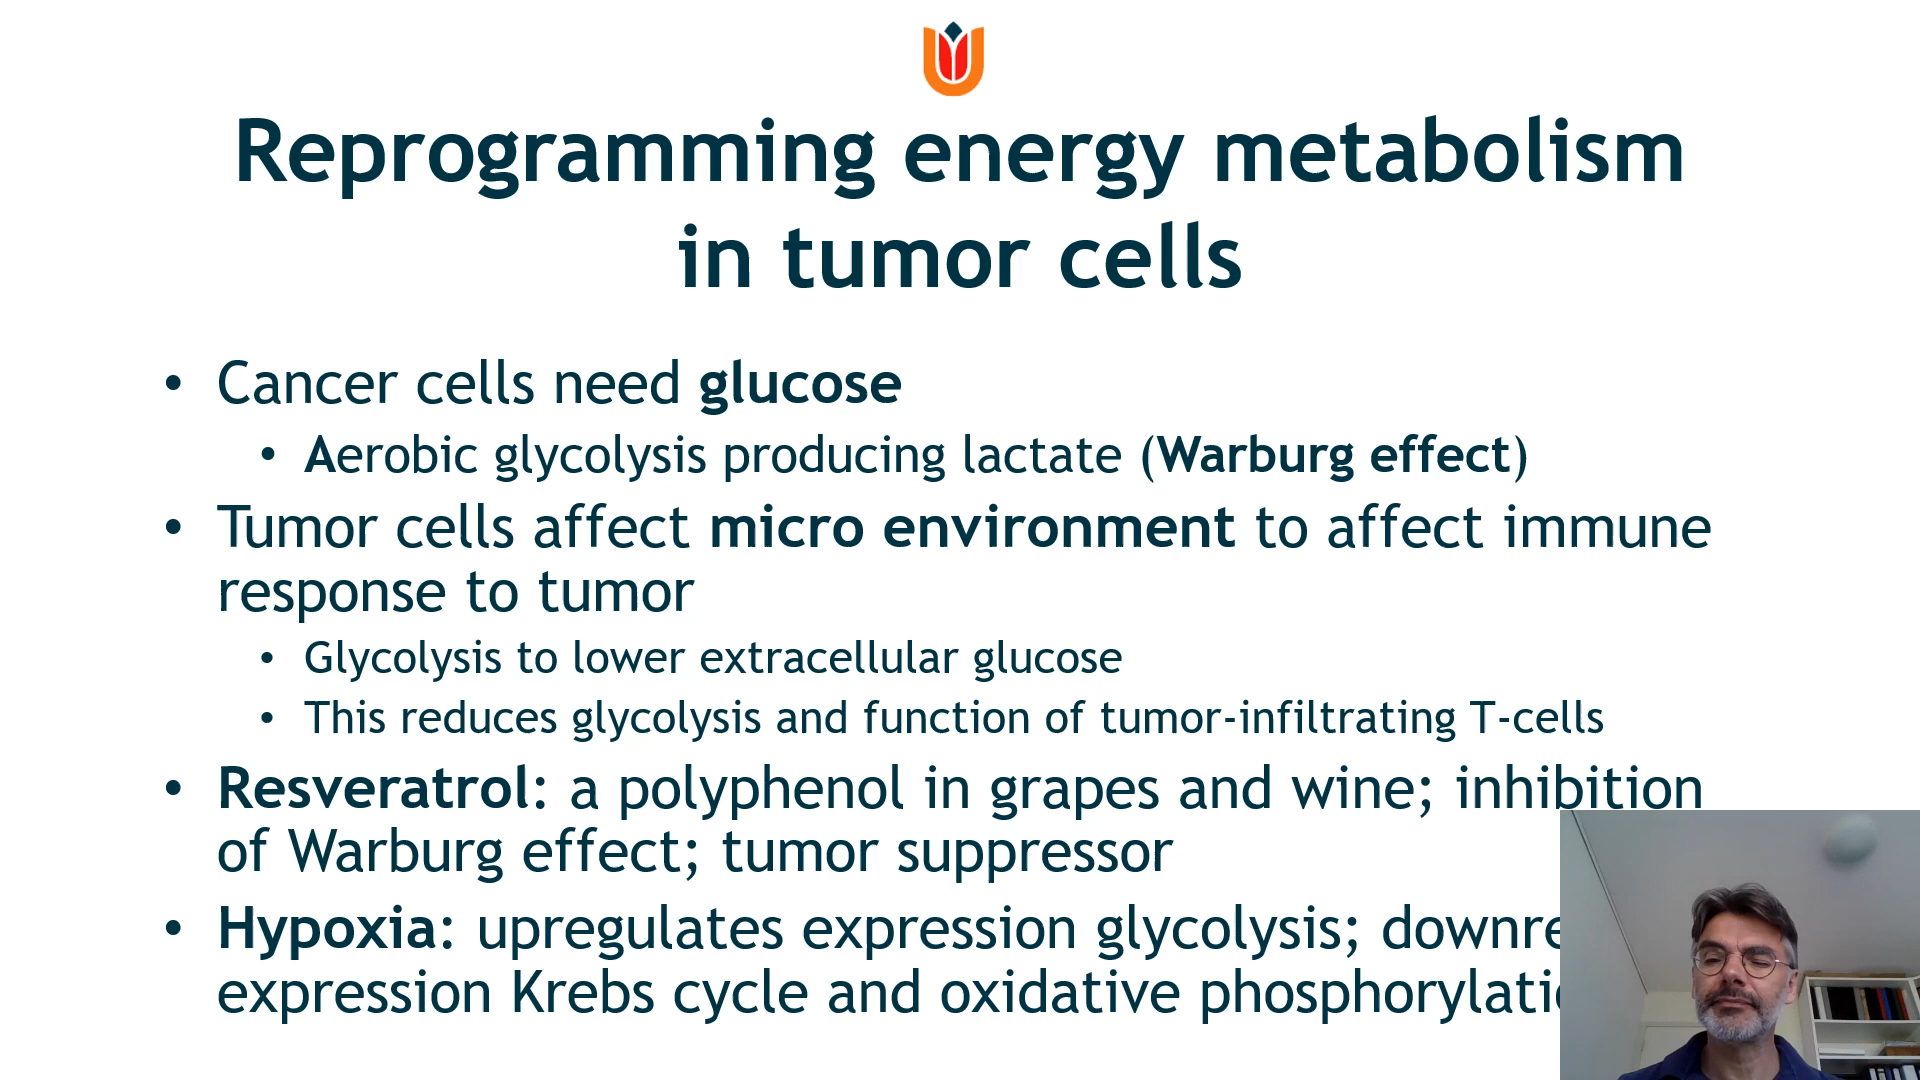 Reprogramming energy metabolism
in tumor cells
• Cancer cells need glucose
• Aerobic glycolysis producing lactate (Warburg effect)
• Tumor cells affect micro environment to affect immune
response to tumor
• Glycolysis to lower extracellular glucose
• This reduces glycolysis and function of tumor-infiltrating T-cells
• Resveratrol: a polyphenol in grapes and wine; inhibition
of Warburg effect; tumor suppressor
• Hypoxia: upregulates expression glycolysis;
expression Krebs cycle and oxidative